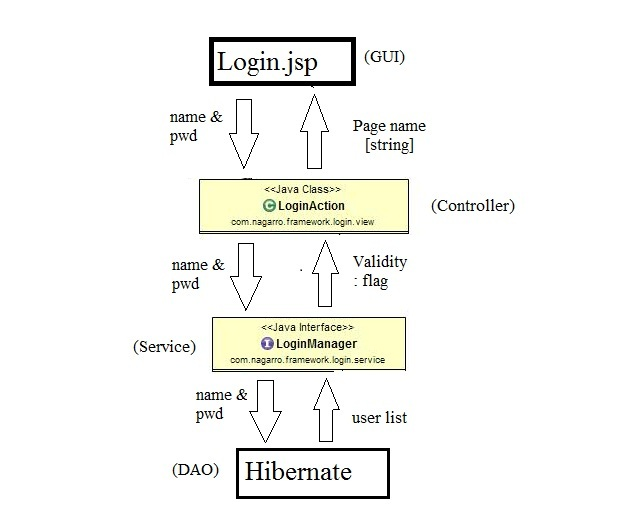 Login.jsp
(GUI)
name &
pwd
Page name
[string]
<<Java Class>>
C LoginAction
com.nagarro.framework.login.view
(Controller)
name &
pwd
Validity
: flag
(Service)
<<Java Interface>>
I LoginManager
com.nagarro.framework.login.service
name &
pwd
user list
(DAO)
Hibernate